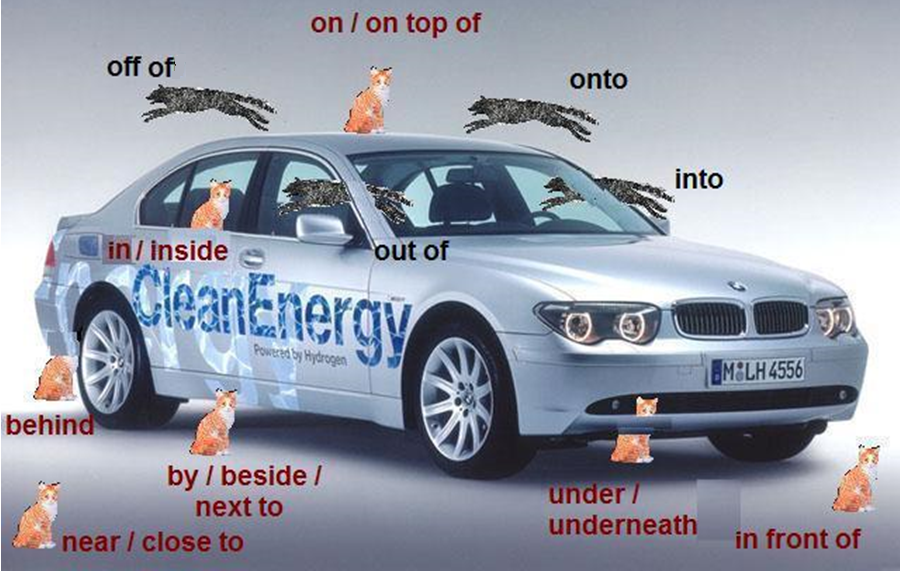 on / on top of
off of
onto
into
in / inside
out of
CleanEnergy
Powered by Hydrogen
M LH 4556
behind
by / beside /
next to
under /
underneath
near / close to
in front of